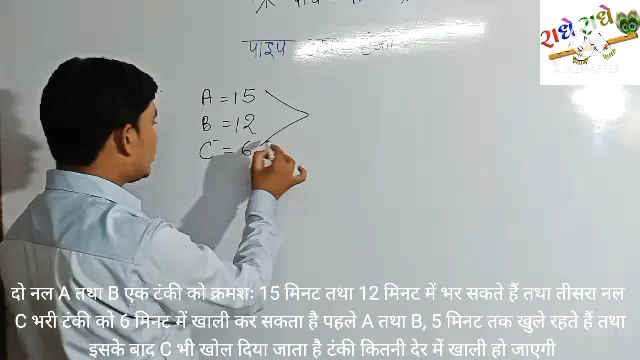 राधे राधे
KINEMASTER
पाइप
A = 15
B = 12
C = 6
दो नल A तथा B एक टंकी को क्रमशः 15 मिनट तथा 12 मिनट में भर सकते हैं तथा तीसरा नल
C भरी टंकी को 6 मिनट में खाली कर सकता है पहले A तथा B, 5 मिनट तक खुले रहते हैं तथा
इसके बाद C भी खोल दिया जाता है टंकी कितनी देर में खाली हो जाएगी